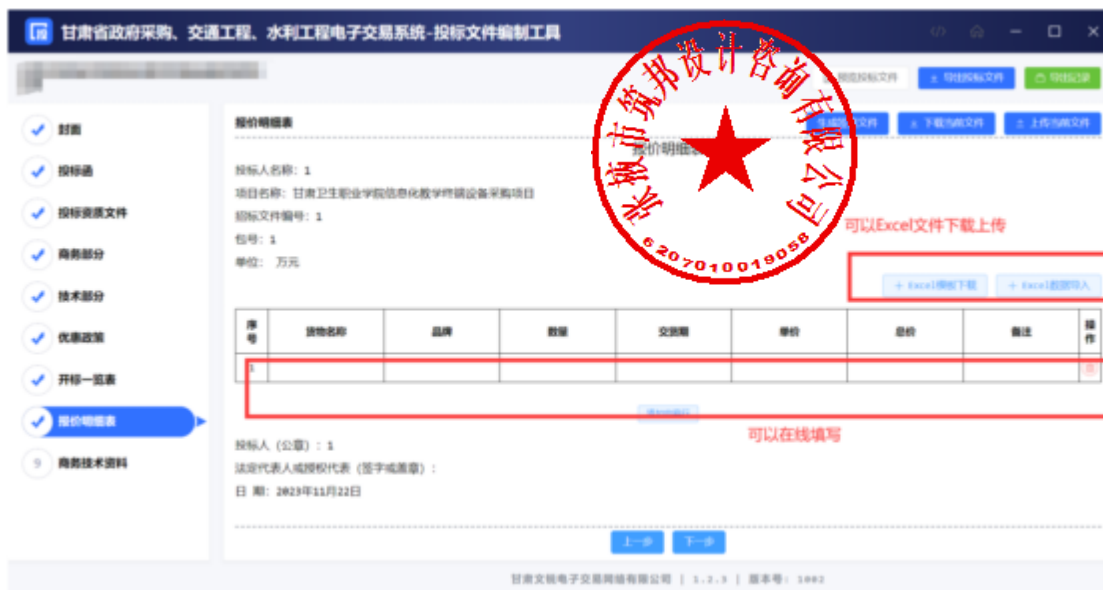 甘肃省政府采购、交通工程、水利工程电子交易系统-投标文件编制工具
预览投标文件
导出投标文件
导出记录
封面
投标函
投标资质文件
商务部分
技术部分
优惠政策
开标一览表
报价明细表
9 商务技术资料
报价明细表
下载当前文件
上传当前文件
报价明细表
投标人名称: 1
项目名称: 甘肃卫生职业学院信息化教学终端设备采购项目
招标文件编号: 1
包号: 1
单位: 万元
张掖市筑邦设计咨询有限公司
6207010019058
可以Excel文件下载上传
+ Excel模板下载
+ Excel数据导入
序号 货物名称 品牌 数量 交货期 单价 总价 备注 操作
1
可以在线填写
投标人 (公章) : 1
法定代表人或授权代表 (签字或盖章) :
日 期: 2023年11月22日
上一步 下一步
甘肃文锐电子交易网络有限公司 | 1.2.3 | 版本号: 1002